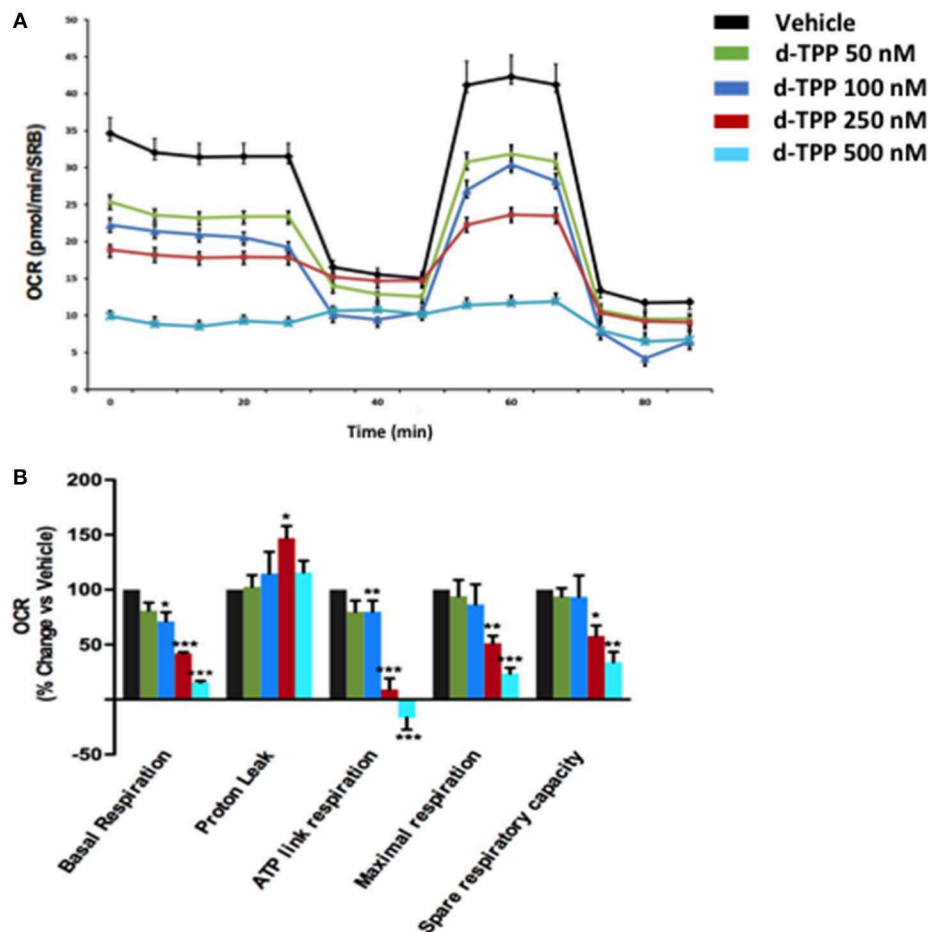 A
50
45
40
35
30
25
20
15
10
5
0
OCR (pmol/min/SRB)
0 20 40 60 80
Time (min)
Vehicle
d-TPP 50 nM
d-TPP 100 nM
d-TPP 250 nM
d-TPP 500 nM
B
200
150
100
50
-50
OCR
(% Change vs Vehicle)
* *** ***
*
** *** ***
** ***
* **
Basal Respiration
Proton Leak
ATP link respiration
Maximal respiration
Spare respiratory capacity